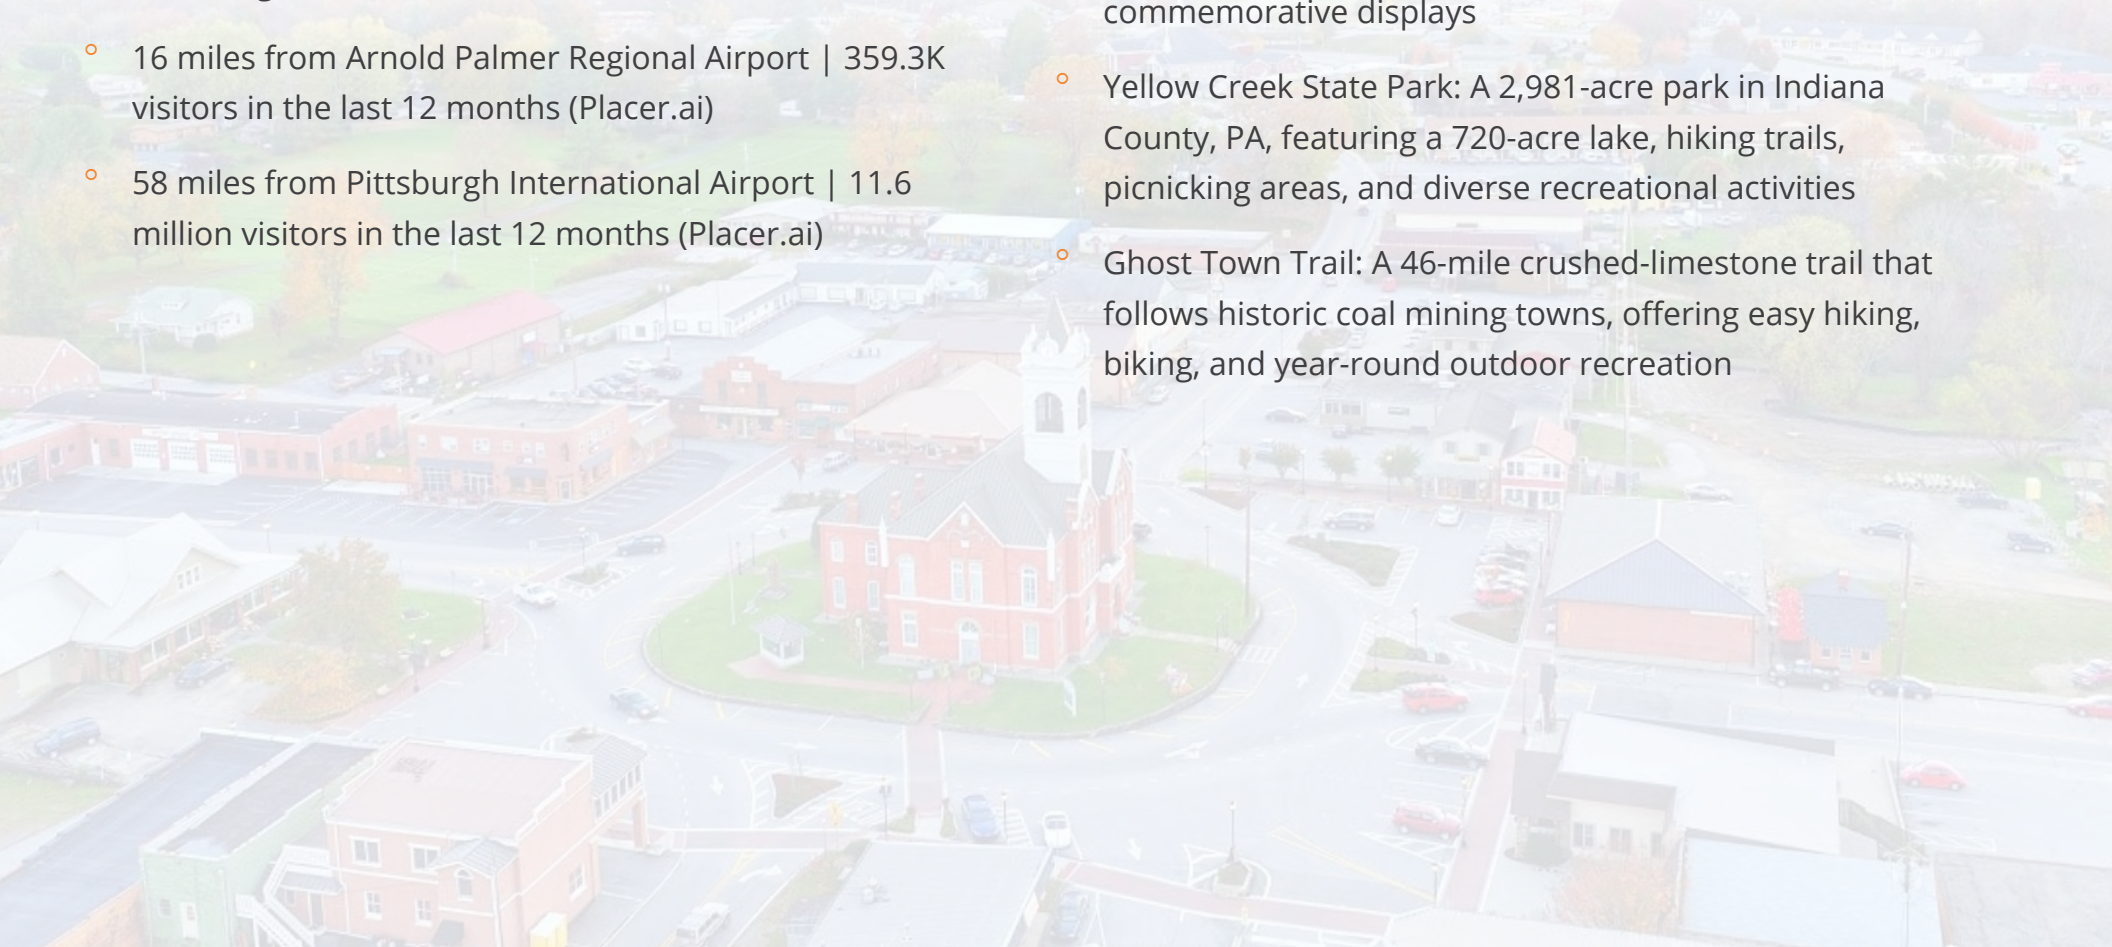 16 miles from Arnold Palmer Regional Airport | 359.3K
visitors in the last 12 months (Placer.ai)
58 miles from Pittsburgh International Airport | 11.6
million visitors in the last 12 months (Placer.ai)
commemorative displays
Yellow Creek State Park: A 2,981-acre park in Indiana
County, PA, featuring a 720-acre lake, hiking trails,
picnicking areas, and diverse recreational activities
Ghost Town Trail: A 46-mile crushed-limestone trail that
follows historic coal mining towns, offering easy hiking,
biking, and year-round outdoor recreation